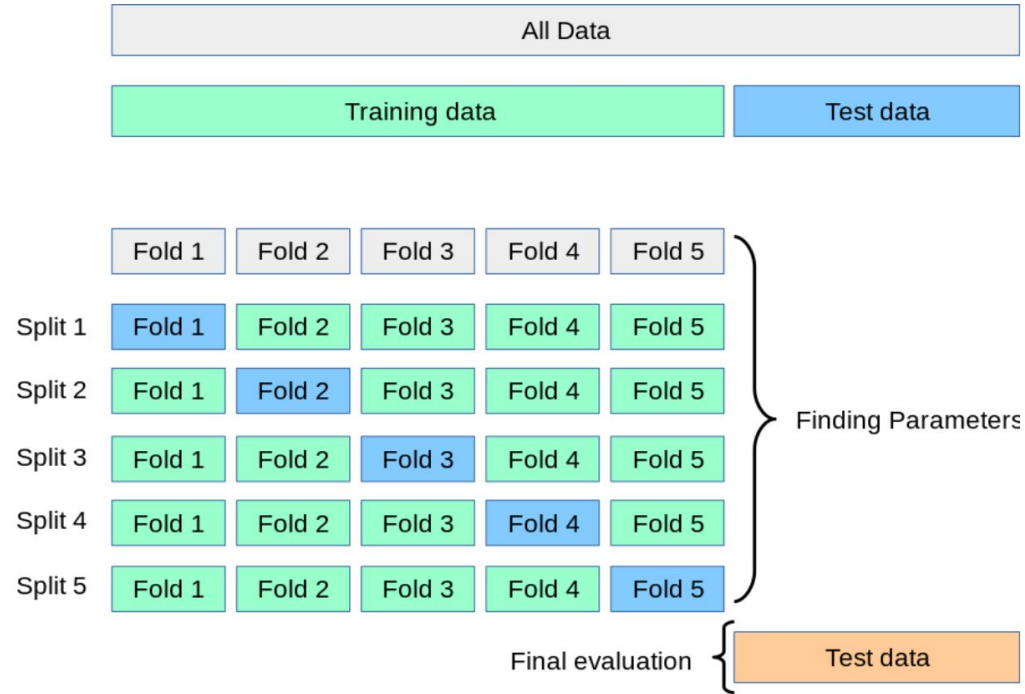 All Data
Training data Test data
Fold 1 Fold 2 Fold 3 Fold 4 Fold 5
Split 1 Fold 1 Fold 2 Fold 3 Fold 4 Fold 5
Split 2 Fold 1 Fold 2 Fold 3 Fold 4 Fold 5
Finding Parameters
Split 3 Fold 1 Fold 2 Fold 3 Fold 4 Fold 5
Split 4 Fold 1 Fold 2 Fold 3 Fold 4 Fold 5
Split 5 Fold 1 Fold 2 Fold 3 Fold 4 Fold 5
Final evaluation Test data